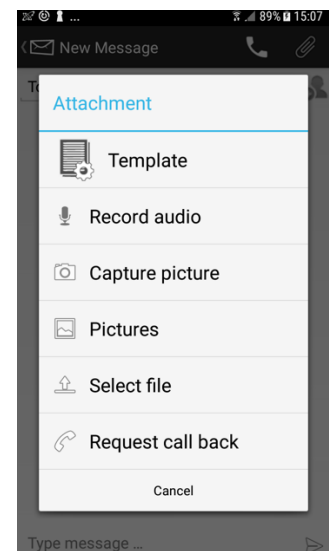 89% 15:07
New Message
To
Attachment
Template
Record audio
Capture picture
Pictures
Select file
Request call back
Cancel
Type message ...